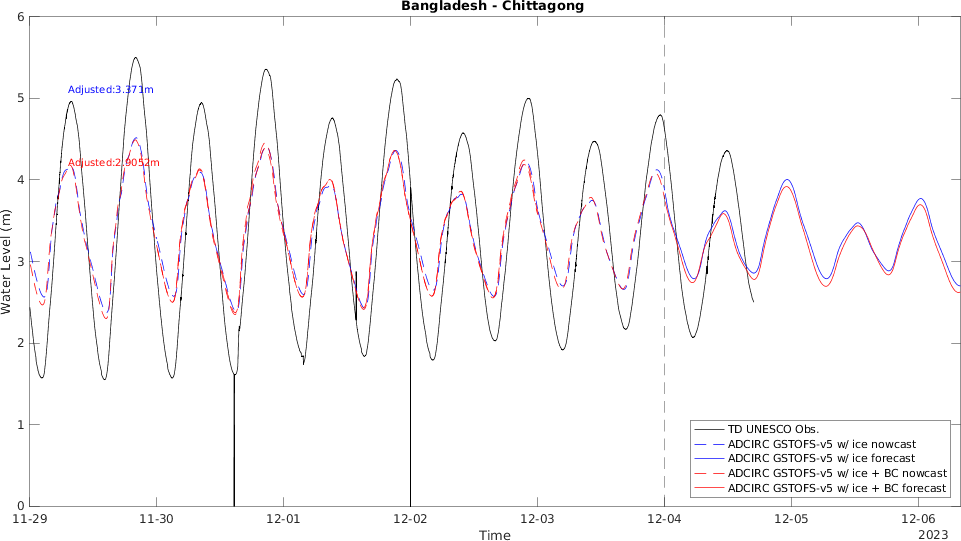 Bangladesh - Chittagong
6
5
4
3
2
1
0
Water Level (m)
Adjusted:3.371m
Adjusted:2.9052m
TD UNESCO Obs.
ADCIRC GSTOFS-v5 w/ ice nowcast
ADCIRC GSTOFS-v5 w/ ice forecast
ADCIRC GSTOFS-v5 w/ ice + BC nowcast
ADCIRC GSTOFS-v5 w/ ice + BC forecast
11-29 11-30 12-01 12-02 12-03 12-04 12-05 12-06
Time
2023